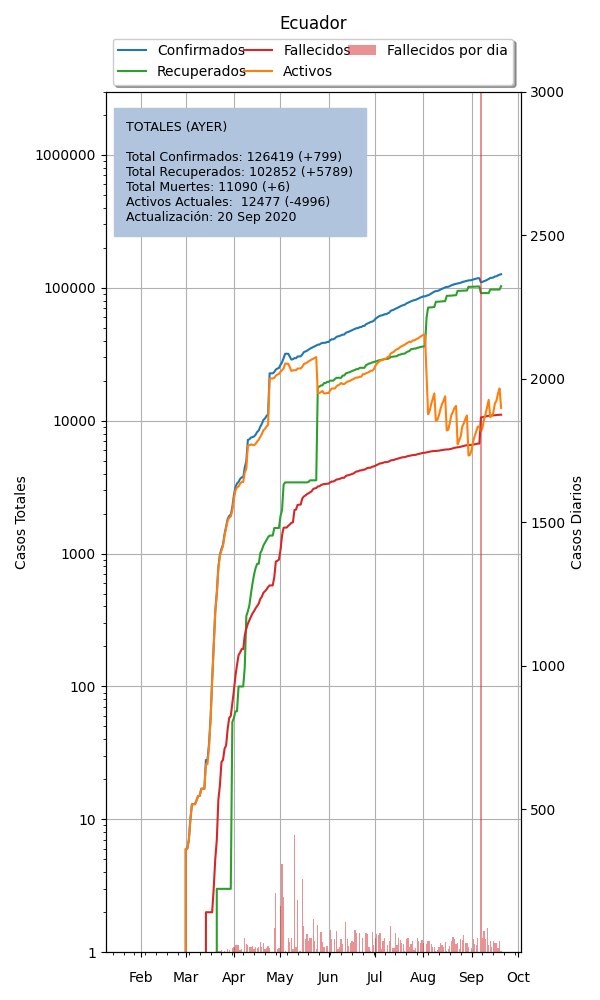 Ecuador
Confirmados
Recuperados
Fallecidos
Activos
Fallecidos por dia
TOTALES (AYER)
Total Confirmados: 126419 (+799)
Total Recuperados: 102852 (+5789)
Total Muertes: 11090 (+6)
Activos Actuales:  12477 (-4996)
Actualización: 20 Sep 2020
Casos Totales
1000000
100000
10000
1000
100
10
1
Casos Diarios
3000
2500
2000
1500
1000
500
Feb Mar Apr May Jun Jul Aug Sep Oct